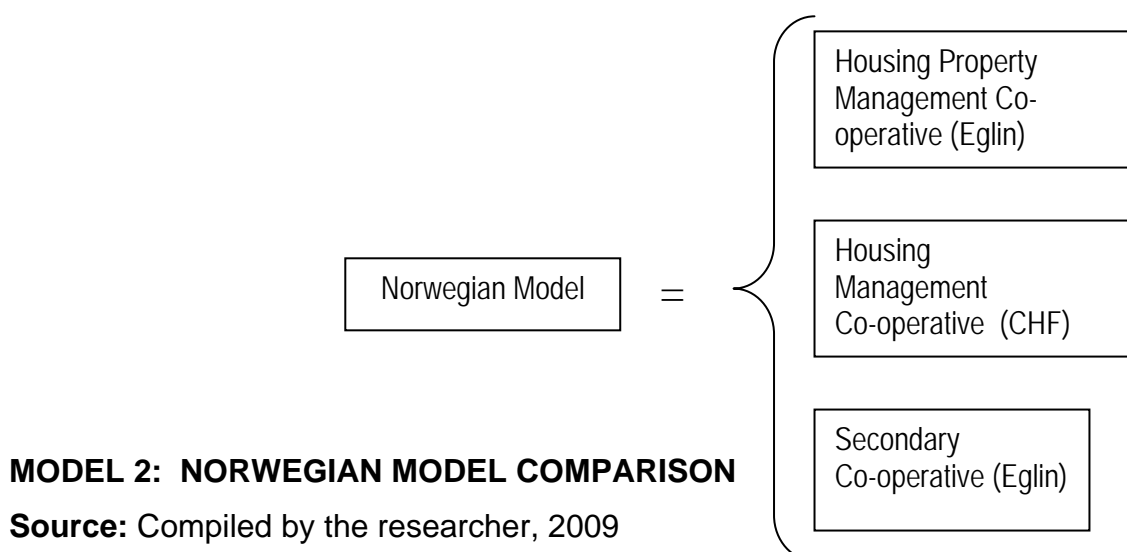 Housing Property
Management Co-
operative (Eglin)
Norwegian Model
=
Housing
Management
Co-operative (CHF)
Secondary
Co-operative (Eglin)
MODEL 2: NORWEGIAN MODEL COMPARISON
Source: Compiled by the researcher, 2009